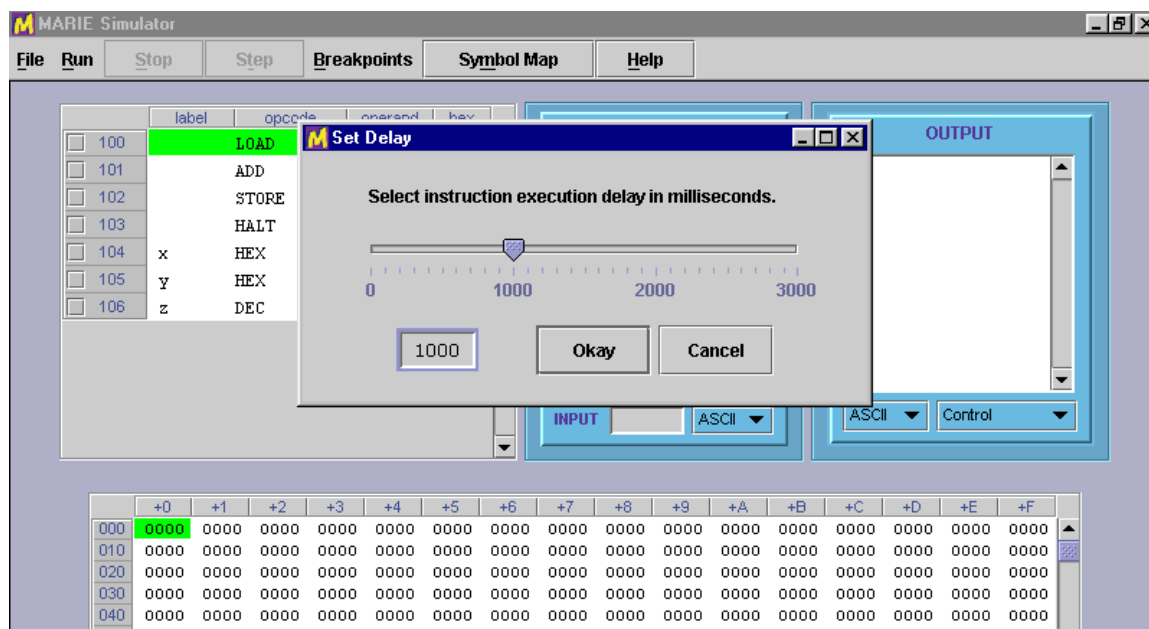 MARIE Simulator
File Run Stop Step Breakpoints Symbol Map Help
label opcode operand hex
100 LOAD
101 ADD
102 STORE
103 HALT
104 x HEX
105 y HEX
106 z DEC
Set Delay
Select instruction execution delay in milliseconds.
0 1000 2000 3000
1000 Okay Cancel
OUTPUT
INPUT ASCII
ASCII Control
+0 +1 +2 +3 +4 +5 +6 +7 +8 +9 +A +B +C +D +E +F
000 0000 0000 0000 0000 0000 0000 0000 0000 0000 0000 0000 0000 0000 0000 0000 0000
010 0000 0000 0000 0000 0000 0000 0000 0000 0000 0000 0000 0000 0000 0000 0000 0000
020 0000 0000 0000 0000 0000 0000 0000 0000 0000 0000 0000 0000 0000 0000 0000 0000
030 0000 0000 0000 0000 0000 0000 0000 0000 0000 0000 0000 0000 0000 0000 0000 0000
040 0000 0000 0000 0000 0000 0000 0000 0000 0000 0000 0000 0000 0000 0000 0000 0000